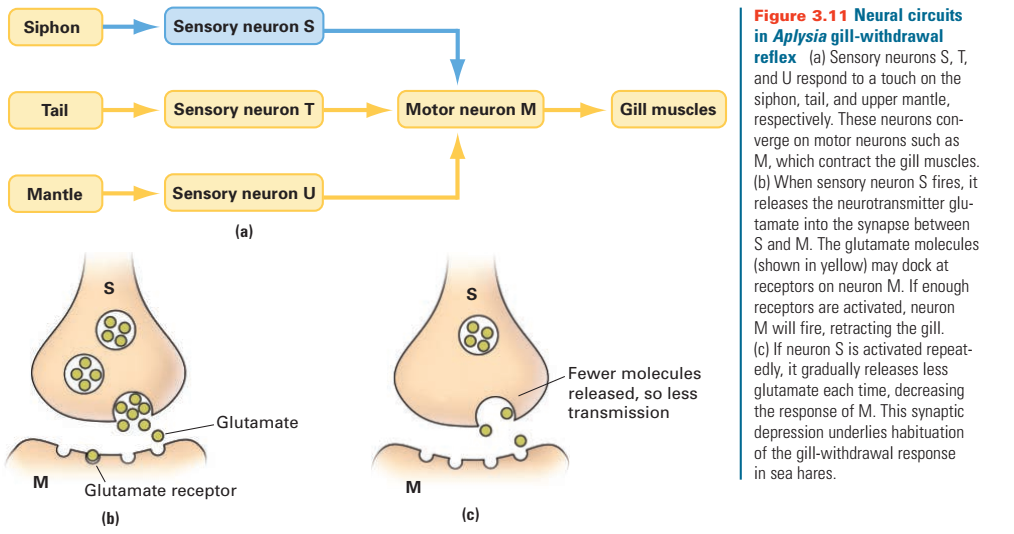 Siphon
Sensory neuron S
Tail
Sensory neuron T
Motor neuron M
Gill muscles
Mantle
Sensory neuron U
(a)
S
Glutamate
M
Glutamate receptor
(b)
S
Fewer molecules
released, so less
transmission
M
(c)
Figure 3.11 Neural circuits
in Aplysia gill-withdrawal
reflex (a) Sensory neurons S, T,
and U respond to a touch on the
siphon, tail, and upper mantle,
respectively. These neurons con-
verge on motor neurons such as
M, which contract the gill muscles.
(b) When sensory neuron S fires, it
releases the neurotransmitter glu-
tamate into the synapse between
S and M. The glutamate molecules
(shown in yellow) may dock at
receptors on neuron M. If enough
receptors are activated, neuron
M will fire, retracting the gill.
(c) If neuron S is activated repeat-
edly, it gradually releases less
glutamate each time, decreasing
the response of M. This synaptic
depression underlies habituation
of the gill-withdrawal response
in sea hares.